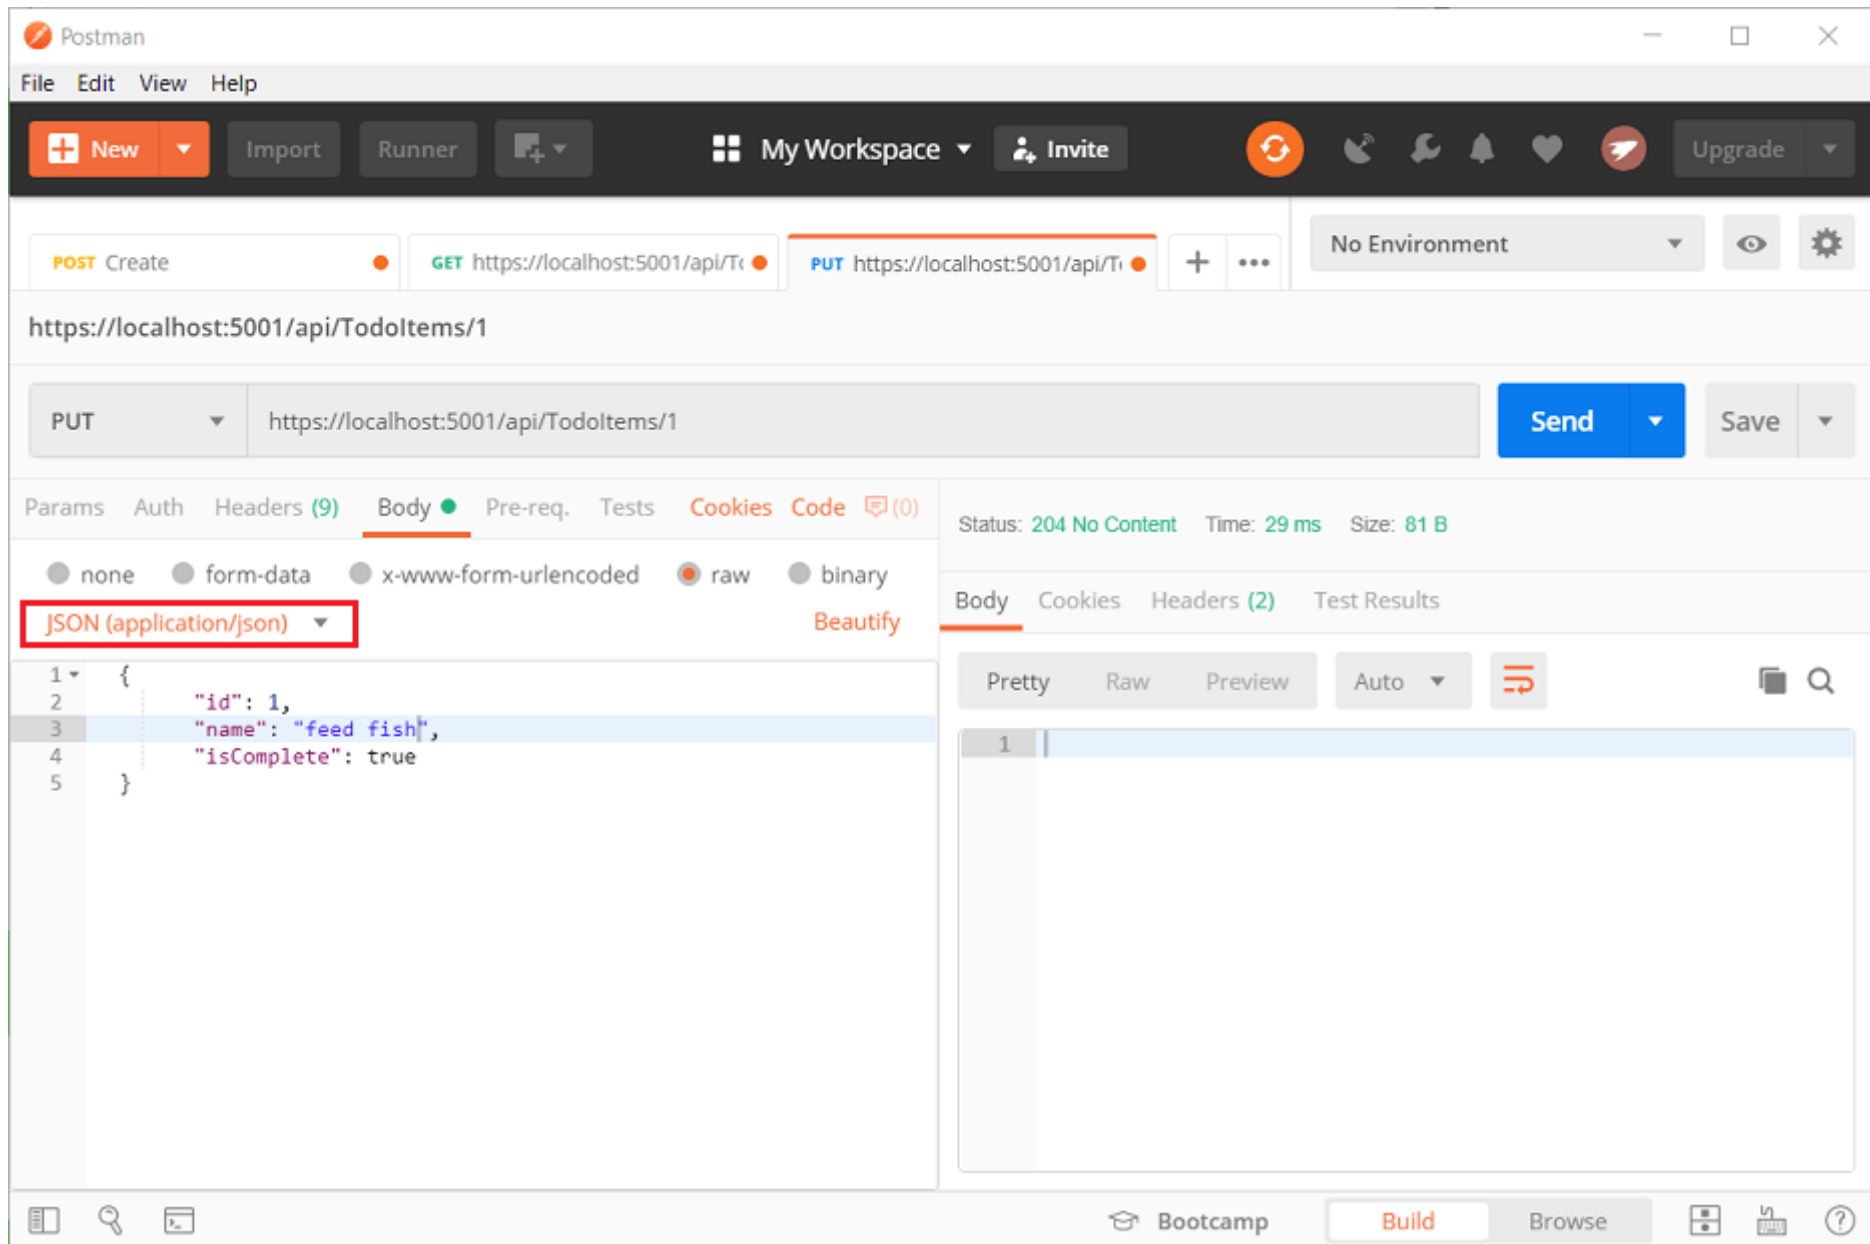 Postman
File Edit View Help
New Import Runner My Workspace Invite Upgrade
POST Create GET https://localhost:5001/api/To PUT https://localhost:5001/api/T No Environment
https://localhost:5001/api/TodoItems/1
PUT https://localhost:5001/api/TodoItems/1 Send Save
Params Auth Headers (9) Body Pre-req. Tests Cookies Code (0)
none form-data x-www-form-urlencoded raw binary
JSON (application/json) Beautify
1 {
2 "id": 1,
3 "name": "feed fish",
4 "isComplete": true
5 }
Status: 204 No Content Time: 29 ms Size: 81 B
Body Cookies Headers (2) Test Results
Pretty Raw Preview Auto
1
Bootcamp Build Browse